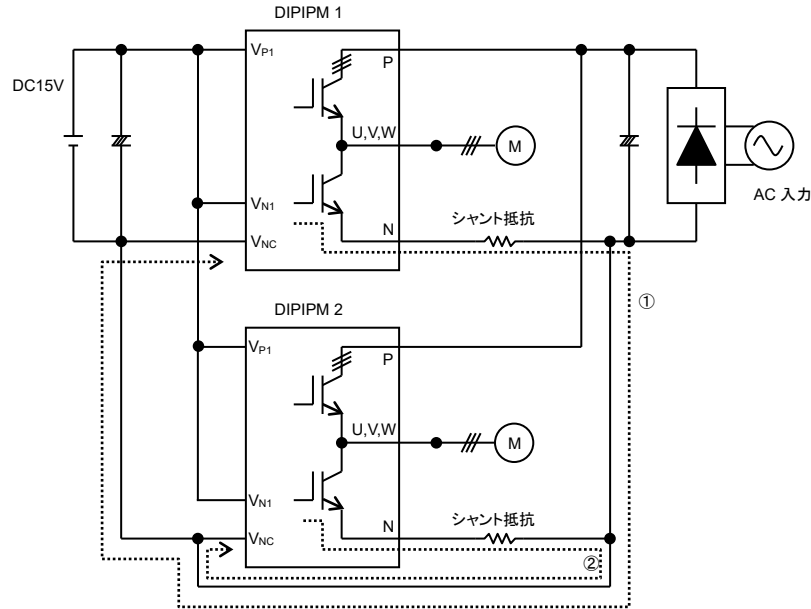 DIPIPM 1
VP1
P
DC15V
U,V,W
M
AC 入力
VN1
VNC
N
シャント抵抗
①
DIPIPM 2
VP1
P
U,V,W
M
VN1
シャント抵抗
N
VNC
②